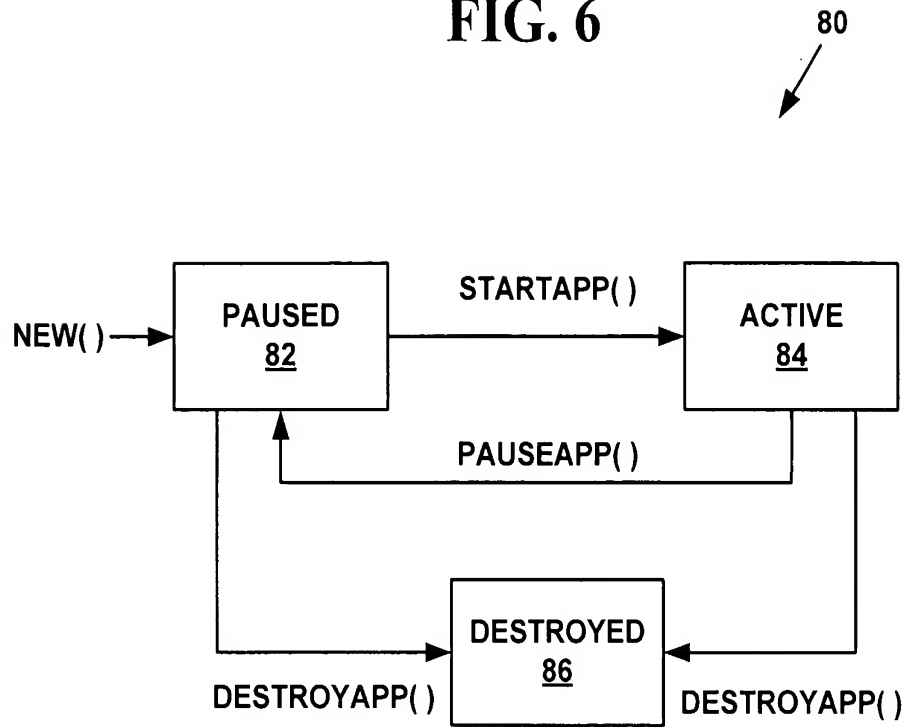 FIG. 6
80
PAUSED
82
STARTAPP( )
ACTIVE
84
NEW( )
PAUSEAPP( )
DESTROYED
86
DESTROYAPP( )
DESTROYAPP( )